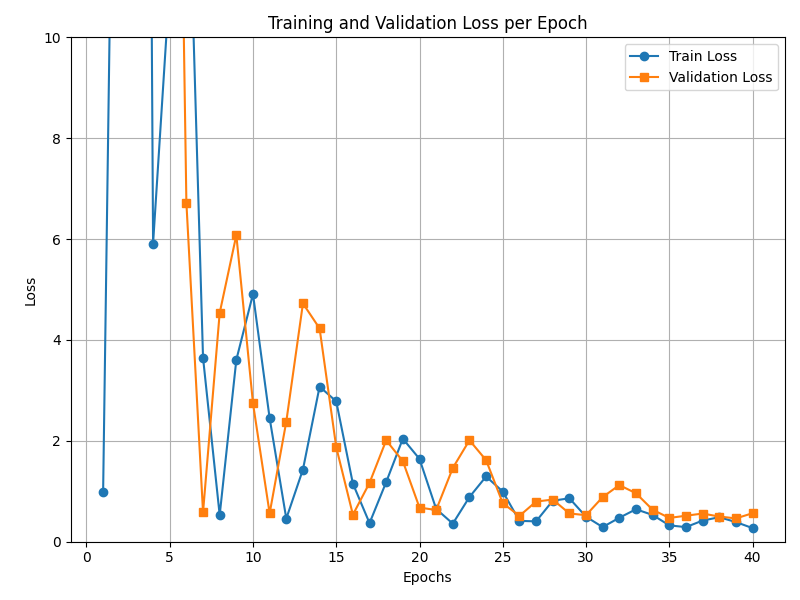 Training and Validation Loss per Epoch
Train Loss
Validation Loss
Loss
10
8
6
4
2
0
0 5 10 15 20 25 30 35 40
Epochs